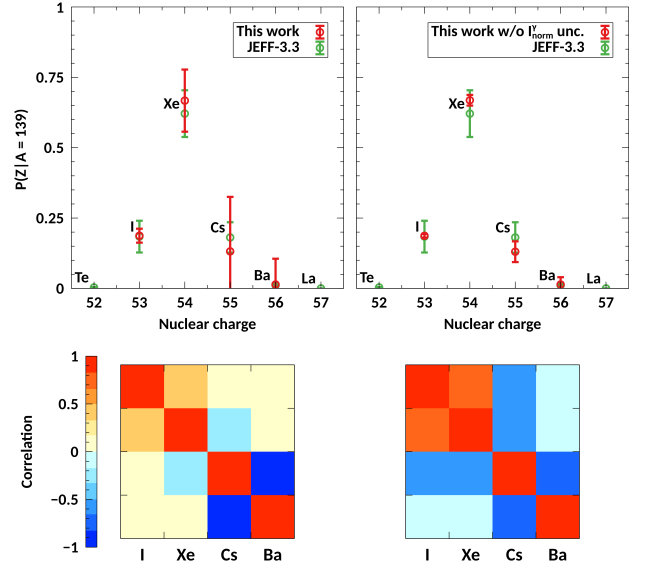 This work
JEFF-3.3
P(Z|A = 139)
1
0.75
0.5
0.25
0
Te
I
Xe
Cs
Ba
La
52
53
54
55
56
57
Nuclear charge
This work w/o I^γ_norm unc.
JEFF-3.3
Te
I
Xe
Cs
Ba
La
52
53
54
55
56
57
Nuclear charge
Correlation
1
0.5
0
−0.5
−1
I
Xe
Cs
Ba
I
Xe
Cs
Ba